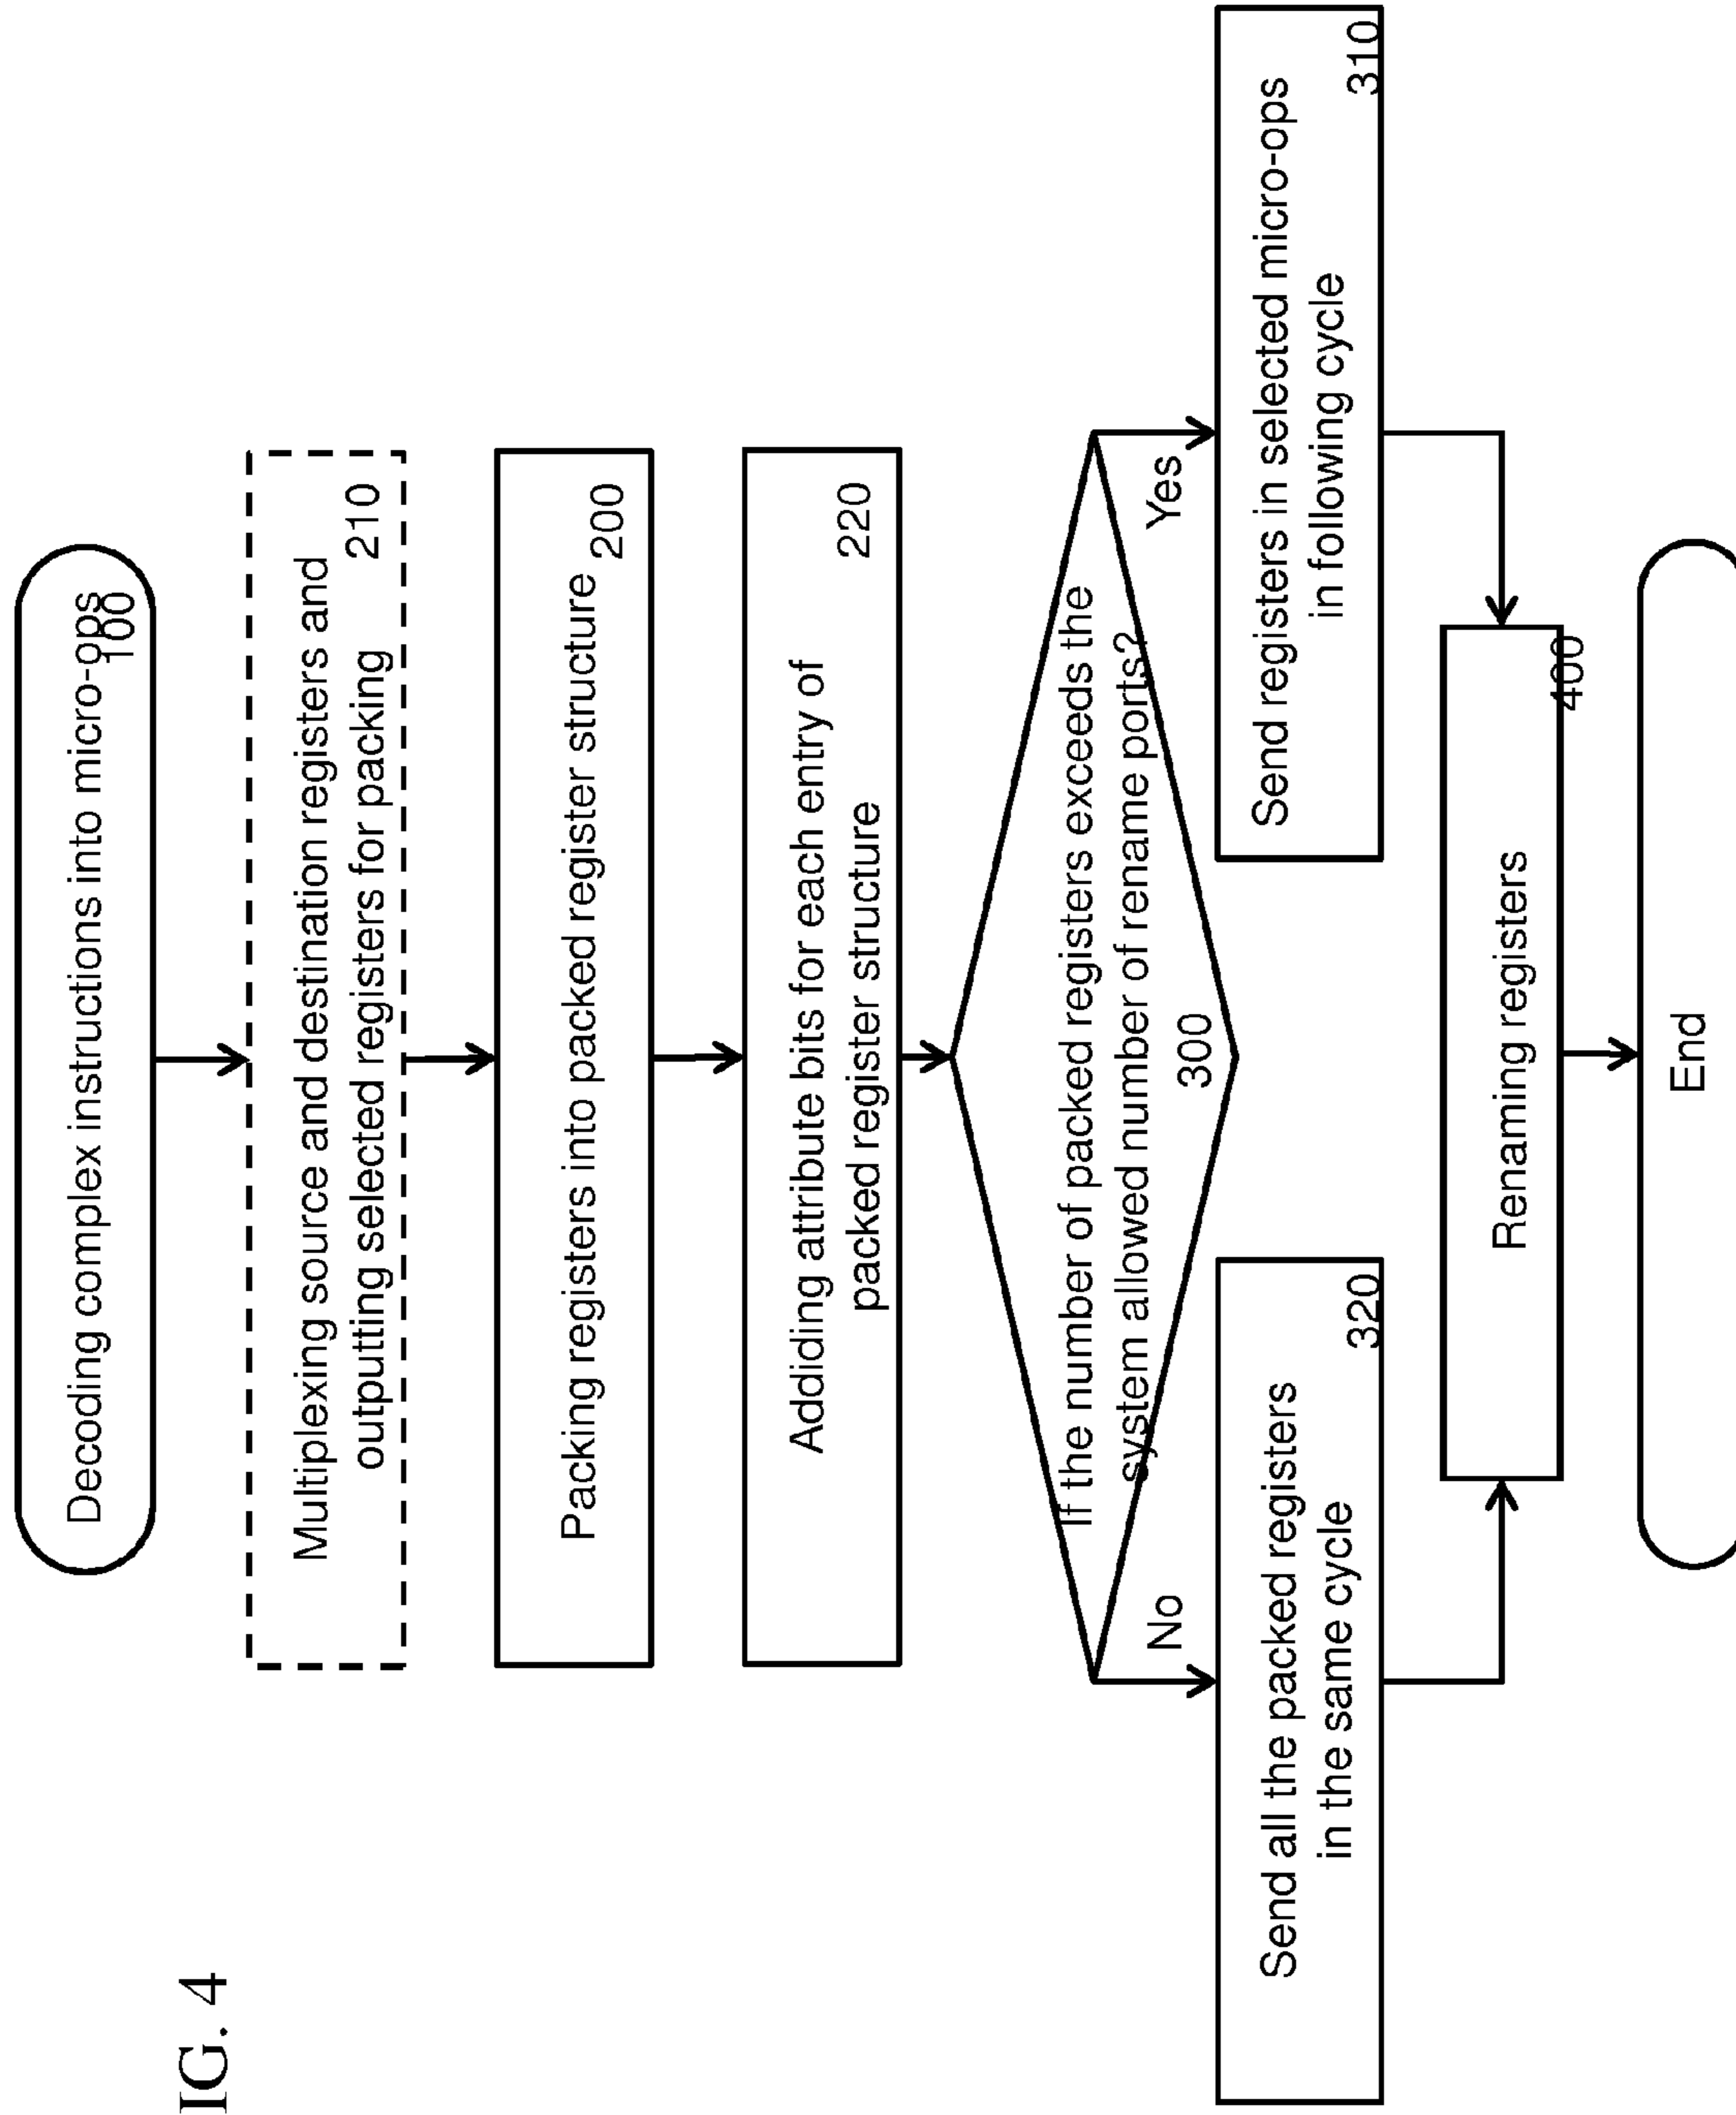 Decoding complex instructions into micro-ops
100
Multiplexing source and destination registers and
outputing selected registers for packing
210
Packing registers into packed register structure
200
Addiding attribute bits for each entry of
packed register structure
220
If the number of packed registers exceeds the
system allowed number of rename ports?
300
No
Yes
Send all the packed registers
in the same cycle
320
Send registers in selected micro-ops
in following cycle
310
Renaming registers
400
End
IG. 4